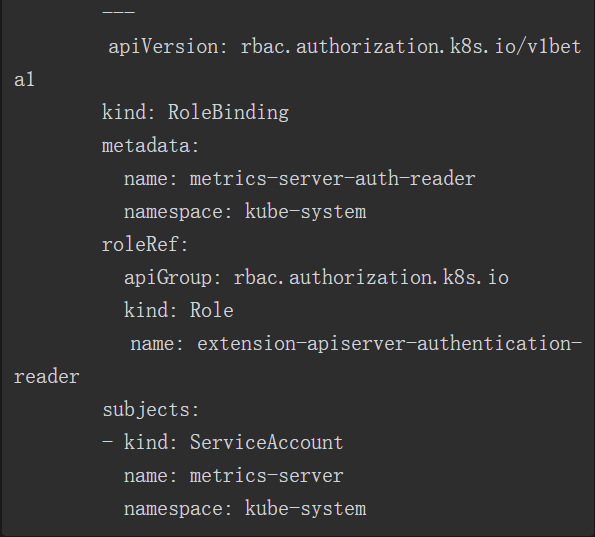 ---
apiVersion: rbac.authorization.k8s.io/v1bet
a1
kind: RoleBinding
metadata:
name: metrics-server-auth-reader
namespace: kube-system
roleRef:
apiGroup: rbac.authorization.k8s.io
kind: Role
name: extension-apiserver-authentication-
reader
subjects:
- kind: ServiceAccount
name: metrics-server
namespace: kube-system